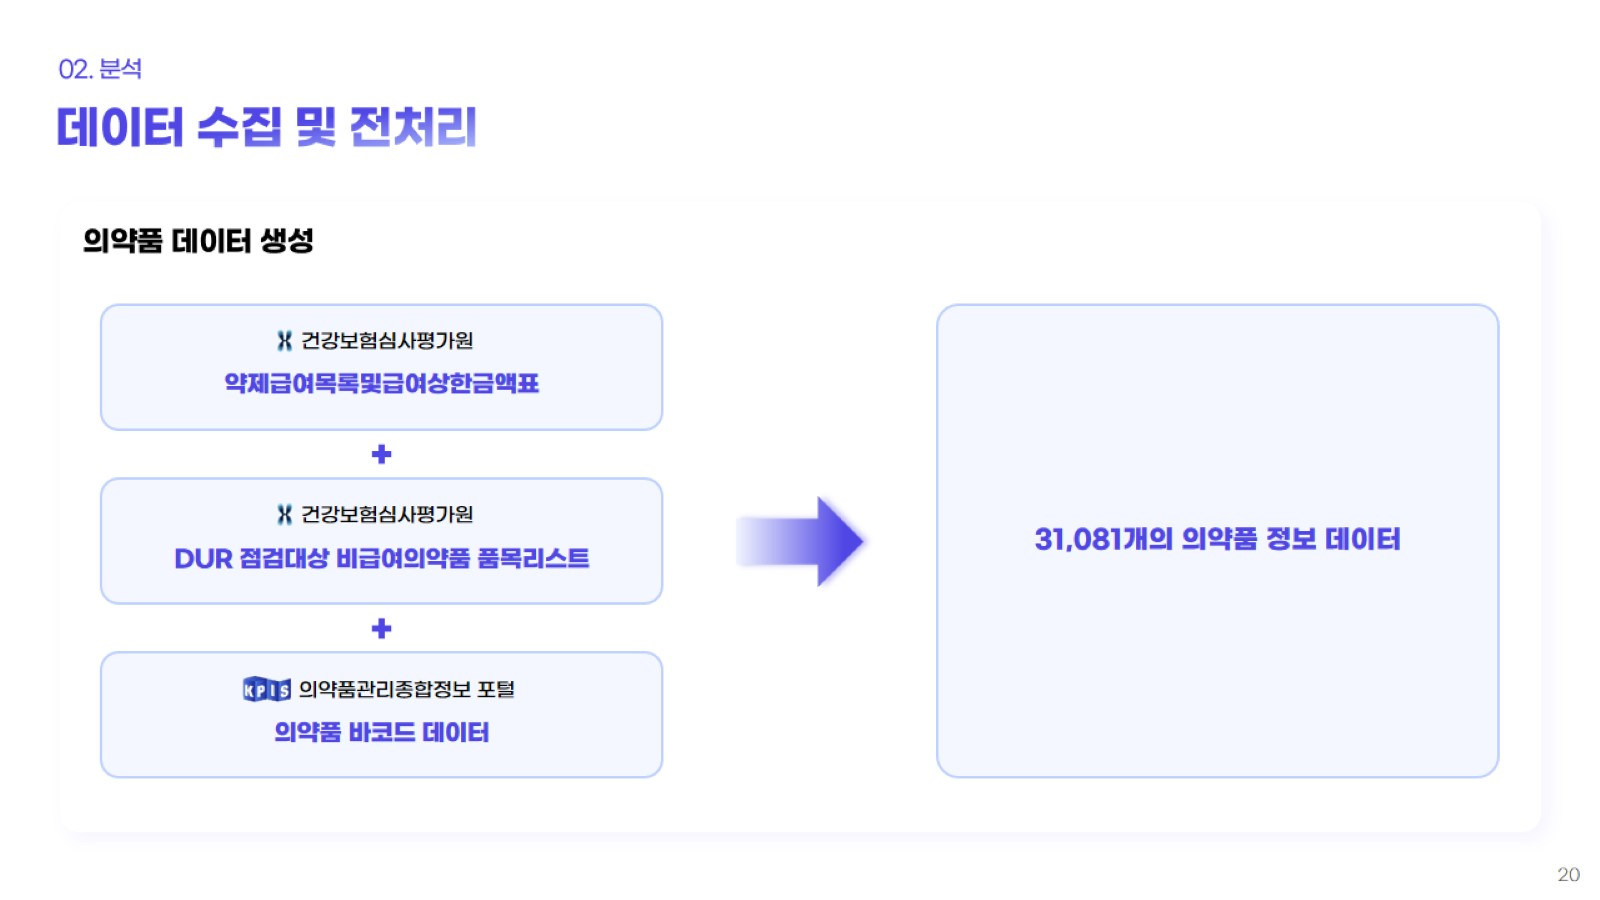 02. 분석
데이터 수집 및 전처리
의약품 데이터 생성
건강보험심사평가원
약제급여목록및급여상한금액표
+
건강보험심사평가원
DUR 점검대상 비급여의약품 품목리스트
+
KPIS 의약품관리종합정보 포털
의약품 바코드 데이터
31,081개의 의약품 정보 데이터
20